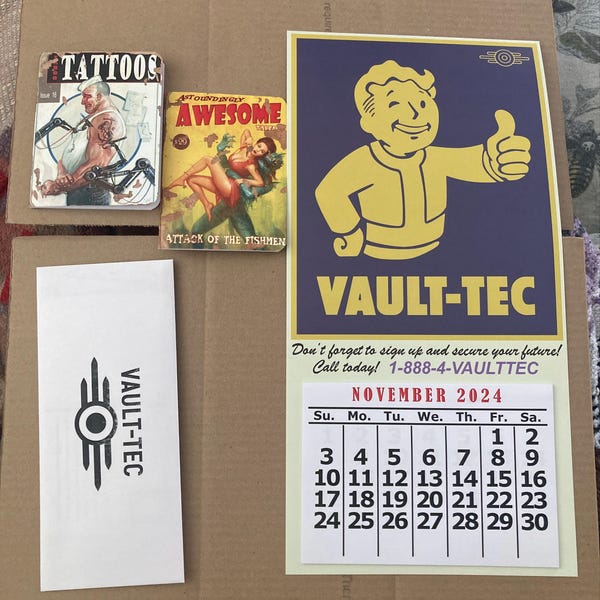 TATTOOS
Issue 16
ASTOUNDINGLY
AWESOME
TALES
ATTACK OF THE FISHMEN
VAULT-TEC
VAULT-TEC
Don't forget to sign up and secure your future!
Call today! 1-888-4-VAULTTEC
NOVEMBER 2024
Su. Mo. Tu. We. Th. Fr. Sa.
1 2
3 4 5 6 7 8 9
10 11 12 13 14 15 16
17 18 19 20 21 22 23
24 25 26 27 28 29 30